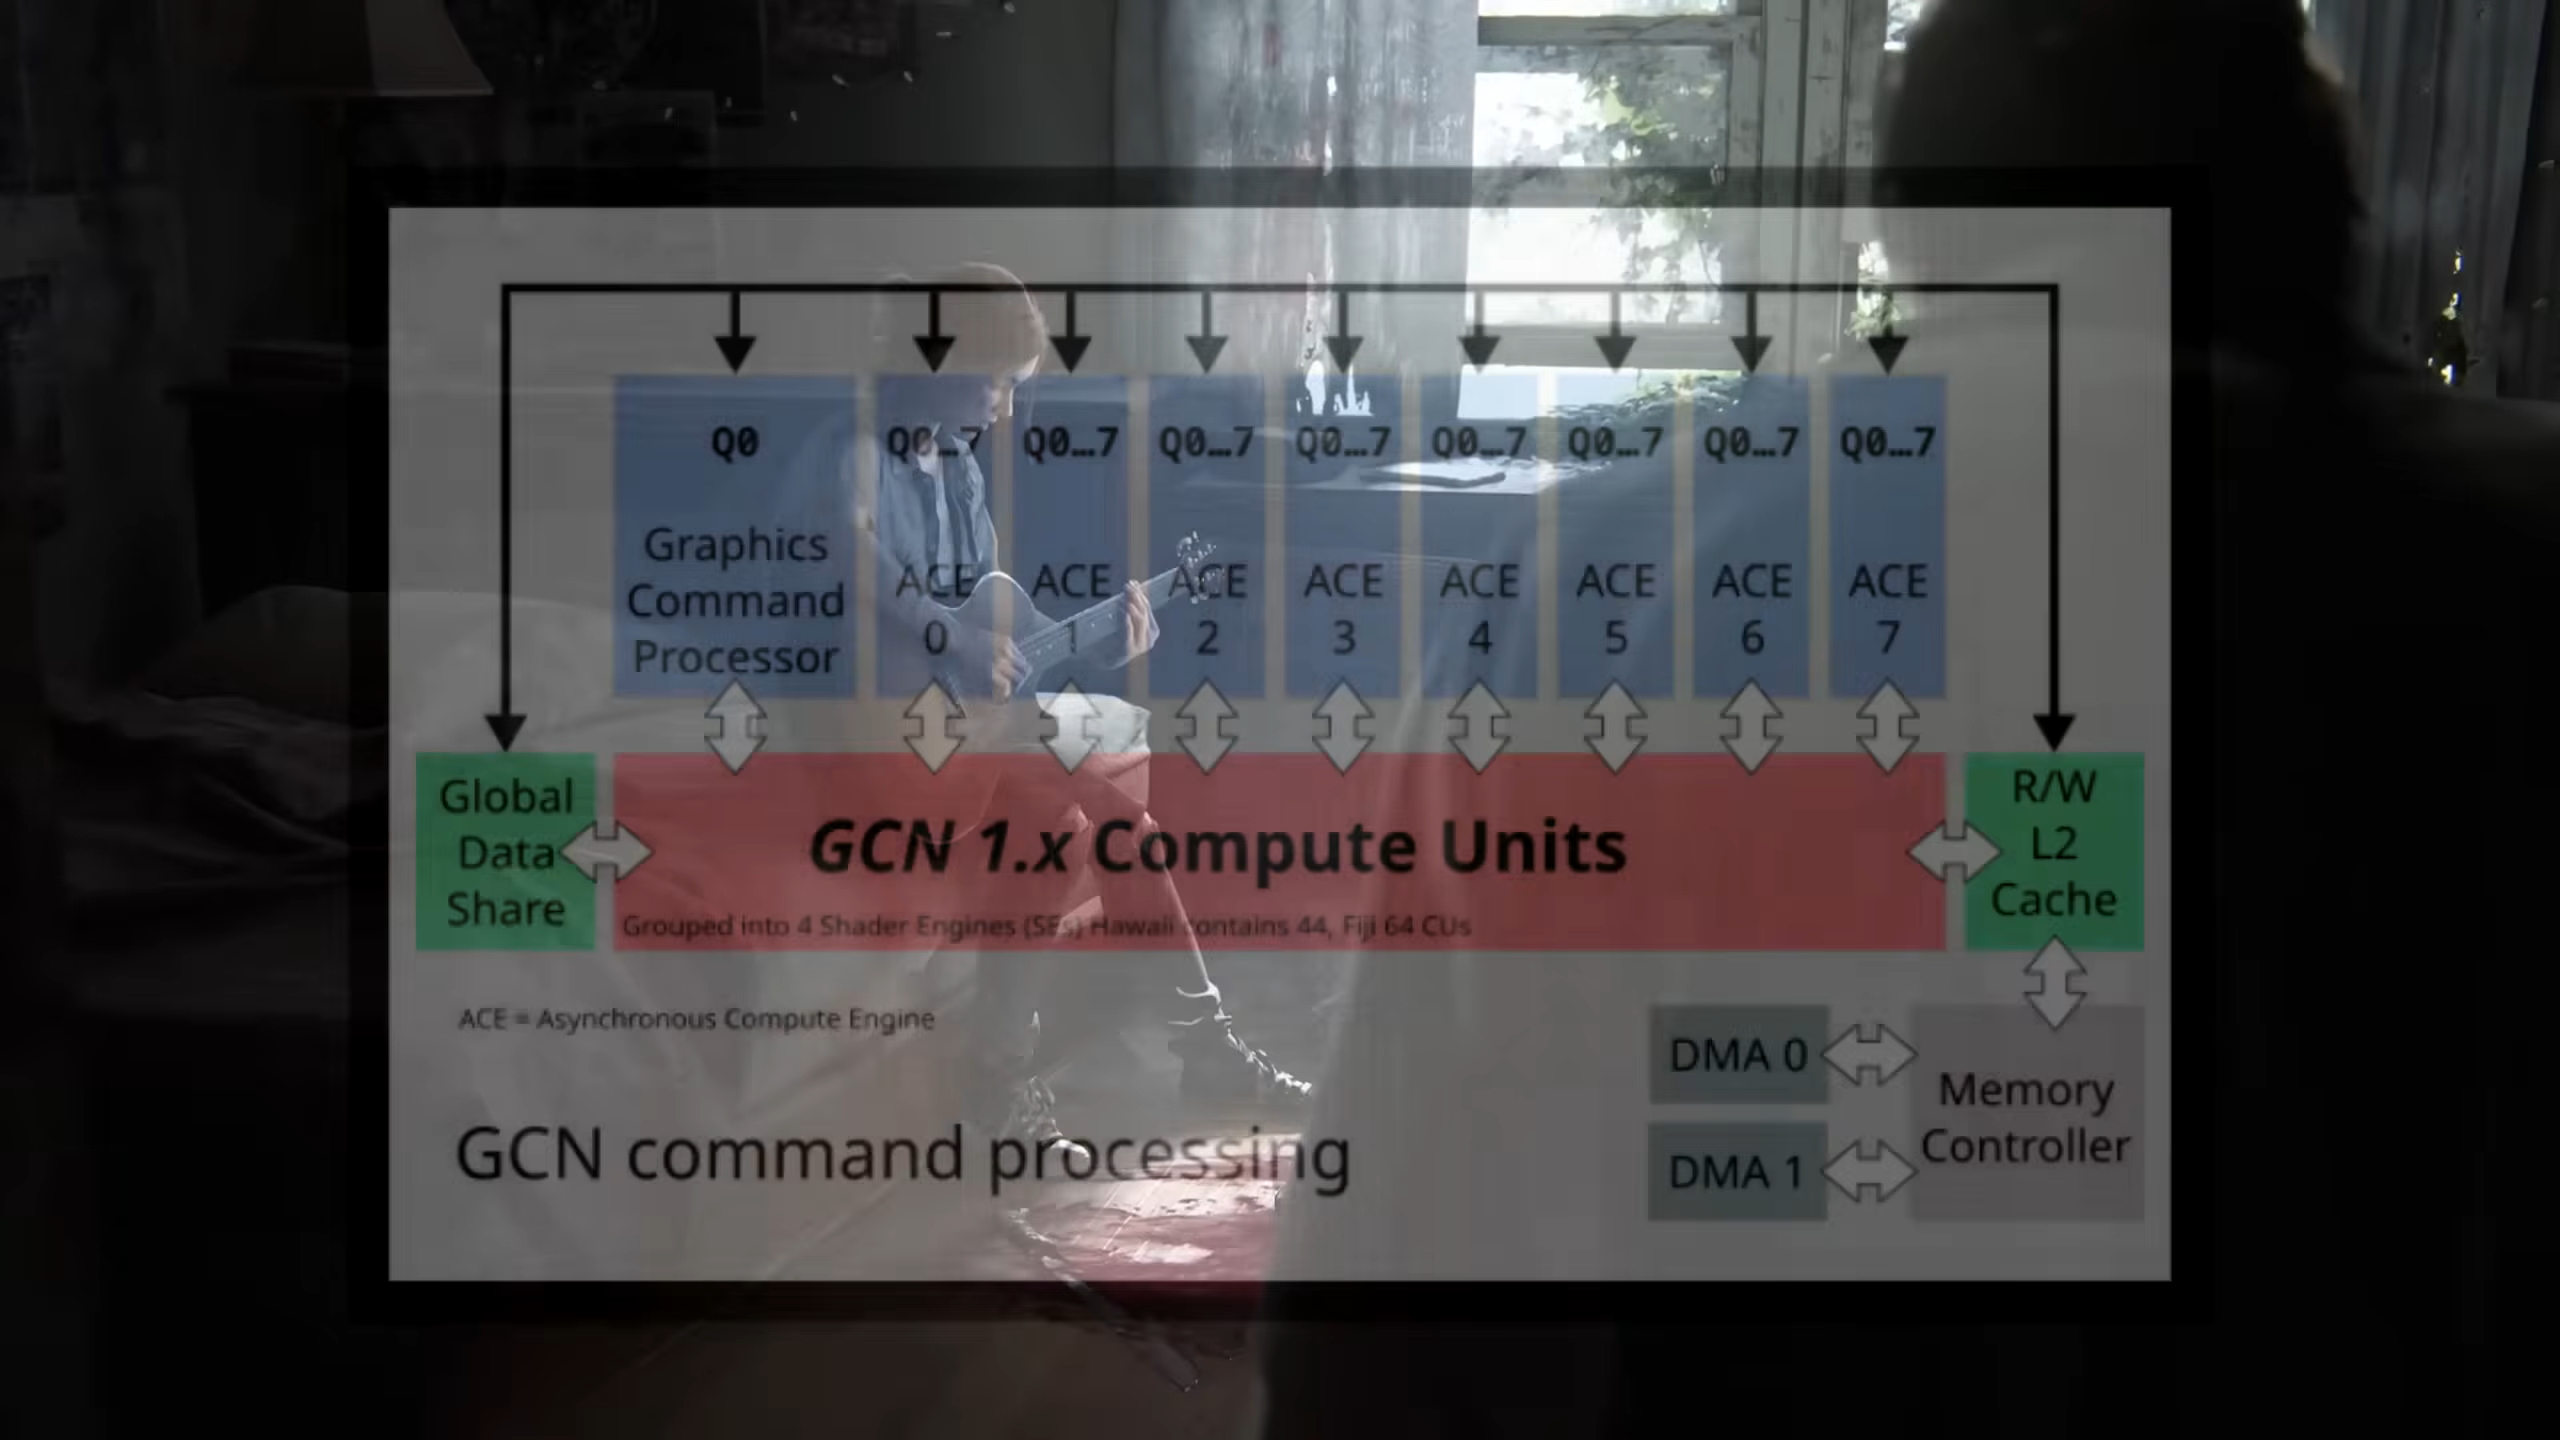 Q0 Q0…7 Q0…7 Q0…7 Q0…7 Q0…7 Q0…7 Q0…7 Q0…7
Graphics
Command
Processor
ACE
0
ACE
1
ACE
2
ACE
3
ACE
4
ACE
5
ACE
6
ACE
7
Global
Data
Share
GCN 1.x Compute Units
Grouped into 4 Shader Engines (SEs) Hawaii contains 44, Fiji 64 CUs
R/W
L2
Cache
ACE = Asynchronous Compute Engine
GCN command processing
DMA 0
DMA 1
Memory
Controller